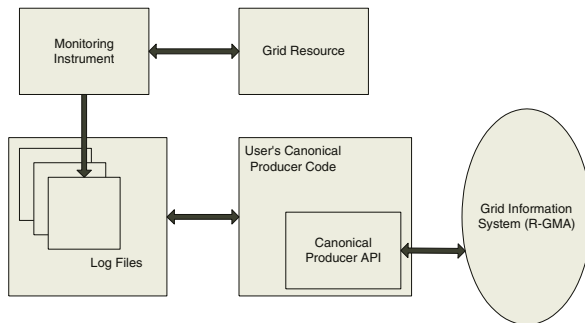 Monitoring
Instrument
Grid Resource
User's Canonical
Producer Code
Log Files
Canonical
Producer API
Grid Information
System (R-GMA)